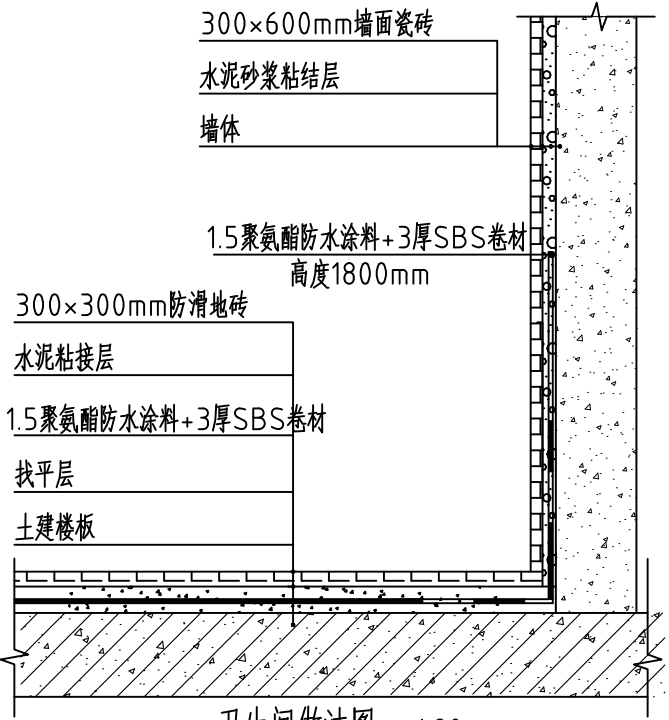 300×600mm墙面瓷砖
水泥砂浆粘结层
墙体
1.5聚氨酯防水涂料+3厚SBS卷材
高度1800mm
300×300mm防滑地砖
水泥粘接层
1.5聚氨酯防水涂料+3厚SBS卷材
找平层
土建楼板
卫生间做法图